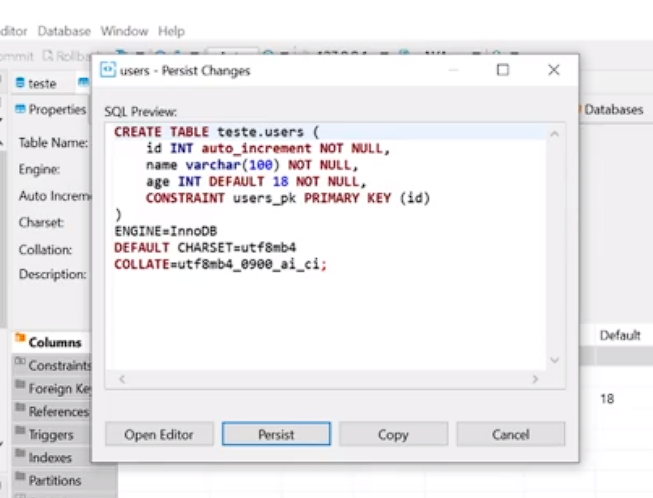 ditor Database Window Help
ommit Rollba
teste
users - Persist Changes
Properties
Databases
SQL Preview:
Table Name:
Engine:
Auto Increm
Charset:
Collation:
Description:
CREATE TABLE teste.users (
id INT auto_increment NOT NULL,
name varchar(100) NOT NULL,
age INT DEFAULT 18 NOT NULL,
CONSTRAINT users_pk PRIMARY KEY (id)
)
ENGINE=InnoDB
DEFAULT CHARSET=utf8mb4
COLLATE=utf8mb4_0900_ai_ci;
Columns
Constraints
Foreign Ke
References
Triggers
Indexes
Partitions
Default
18
Open Editor Persist Copy Cancel